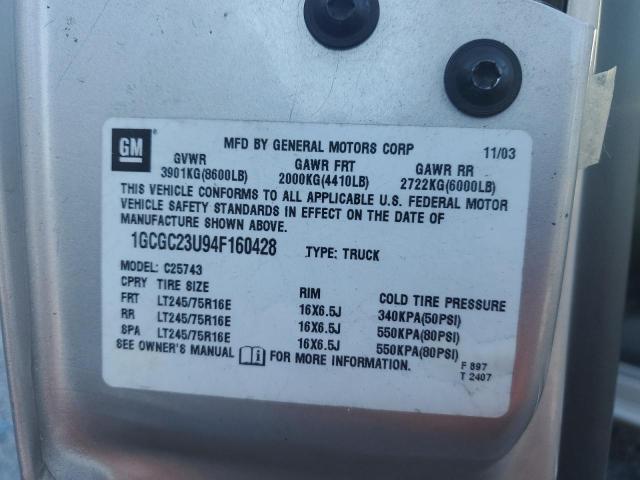 GM MFD BY GENERAL MOTORS CORP 11/03
GVWR GAWR FRT GAWR RR
3901KG(8600LB) 2000KG(4410LB) 2722KG(6000LB)
THIS VEHICLE CONFORMS TO ALL APPLICABLE U.S. FEDERAL MOTOR
VEHICLE SAFETY STANDARDS IN EFFECT ON THE DATE OF
MANUFACTURE SHOWN ABOVE.
1GCGC23U94F160428 TYPE: TRUCK
MODEL: C25743
CPRY TIRE SIZE RIM COLD TIRE PRESSURE
FRT LT245/75R16E 16X6.5J 340KPA(50PSI)
RR LT245/75R16E 16X6.5J 550KPA(80PSI)
SPA LT245/75R16E 16X6.5J 550KPA(80PSI)
SEE OWNER'S MANUAL FOR MORE INFORMATION.
F 897
T 2407